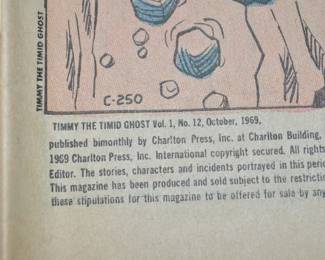 TIMMY THE TIMID GHOST
C-250
TIMMY THE TIMID GHOST Vol. 1, No. 12, October, 1969,
published bimonthly by Charlton Press, Inc. at Charlton Building,
1969 Charlton Press, Inc. International copyright secured. All rights
Editor. The stories, characters and incidents portrayed in this peri
This magazine has been produced and sold subject to the restricti
these stipulations for this magazine to be offered for sale by any